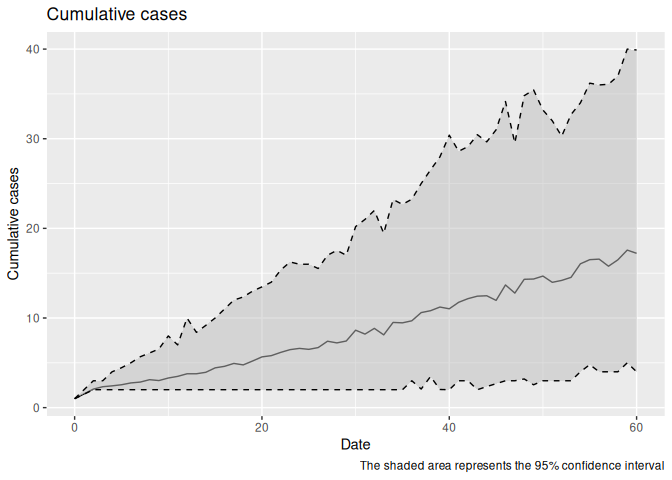 Cumulative cases
Cumulative cases
40
30
20
10
0
0
20
40
60
Date
The shaded area represents the 95% confidence interval